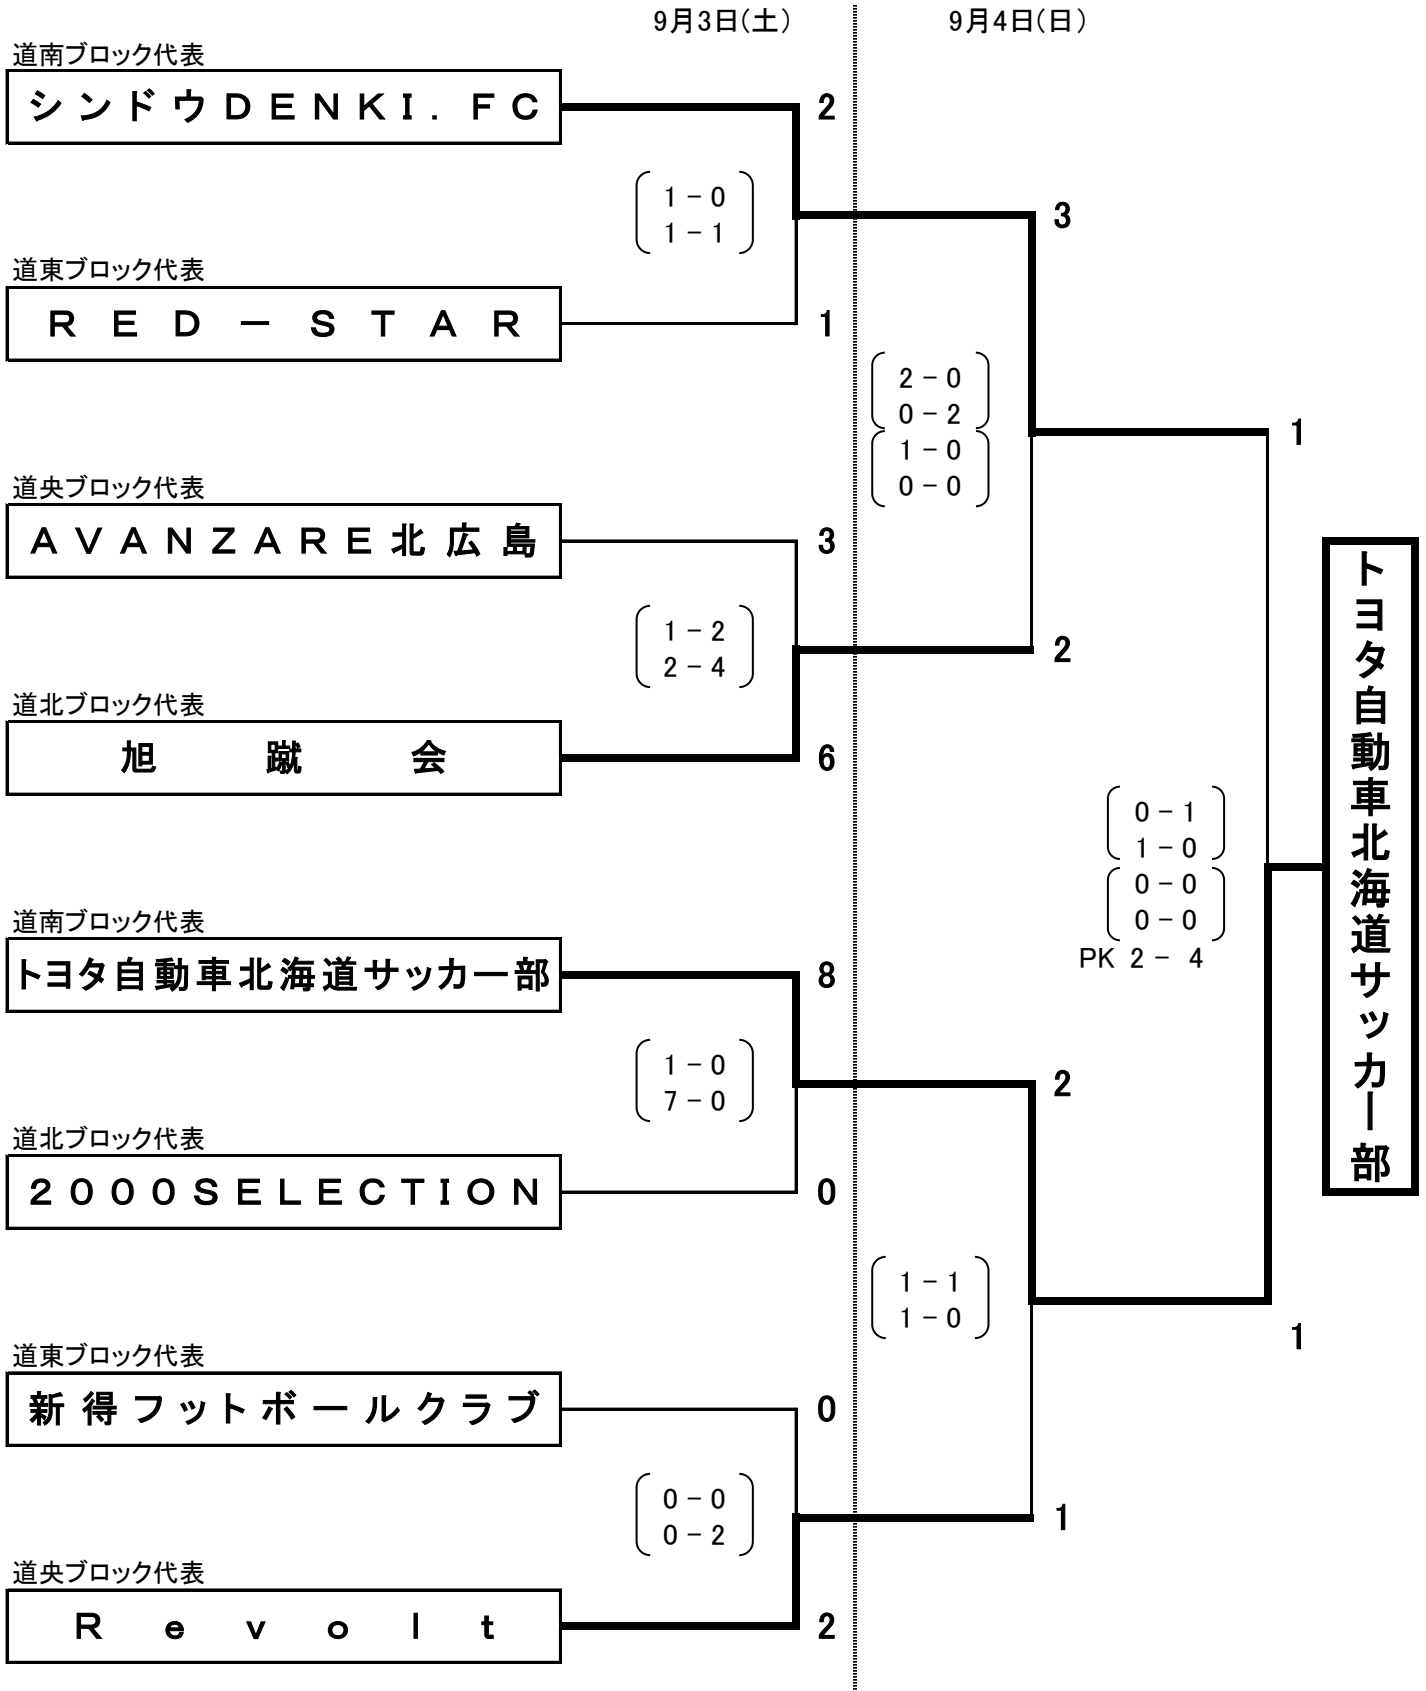 9月3日(土)
9月4日(日)
道南ブロック代表
シンドウDENKI.FC
2
1 - 0
1 - 1
3
道東ブロック代表
RED-STAR
1
2 - 0
0 - 2
1 - 0
0 - 0
1
道央ブロック代表
AVANZARE北広島
3
1 - 2
2 - 4
2
道北ブロック代表
旭蹴会
6
0 - 1
1 - 0
0 - 0
0 - 0
PK 2 - 4
トヨタ自動車北海道サッカー部
道南ブロック代表
トヨタ自動車北海道サッカー部
8
1 - 0
7 - 0
2
道北ブロック代表
2000SELECTION
0
1 - 1
1 - 0
1
道東ブロック代表
新得フットボールクラブ
0
0 - 0
0 - 2
1
道央ブロック代表
Revolt
2